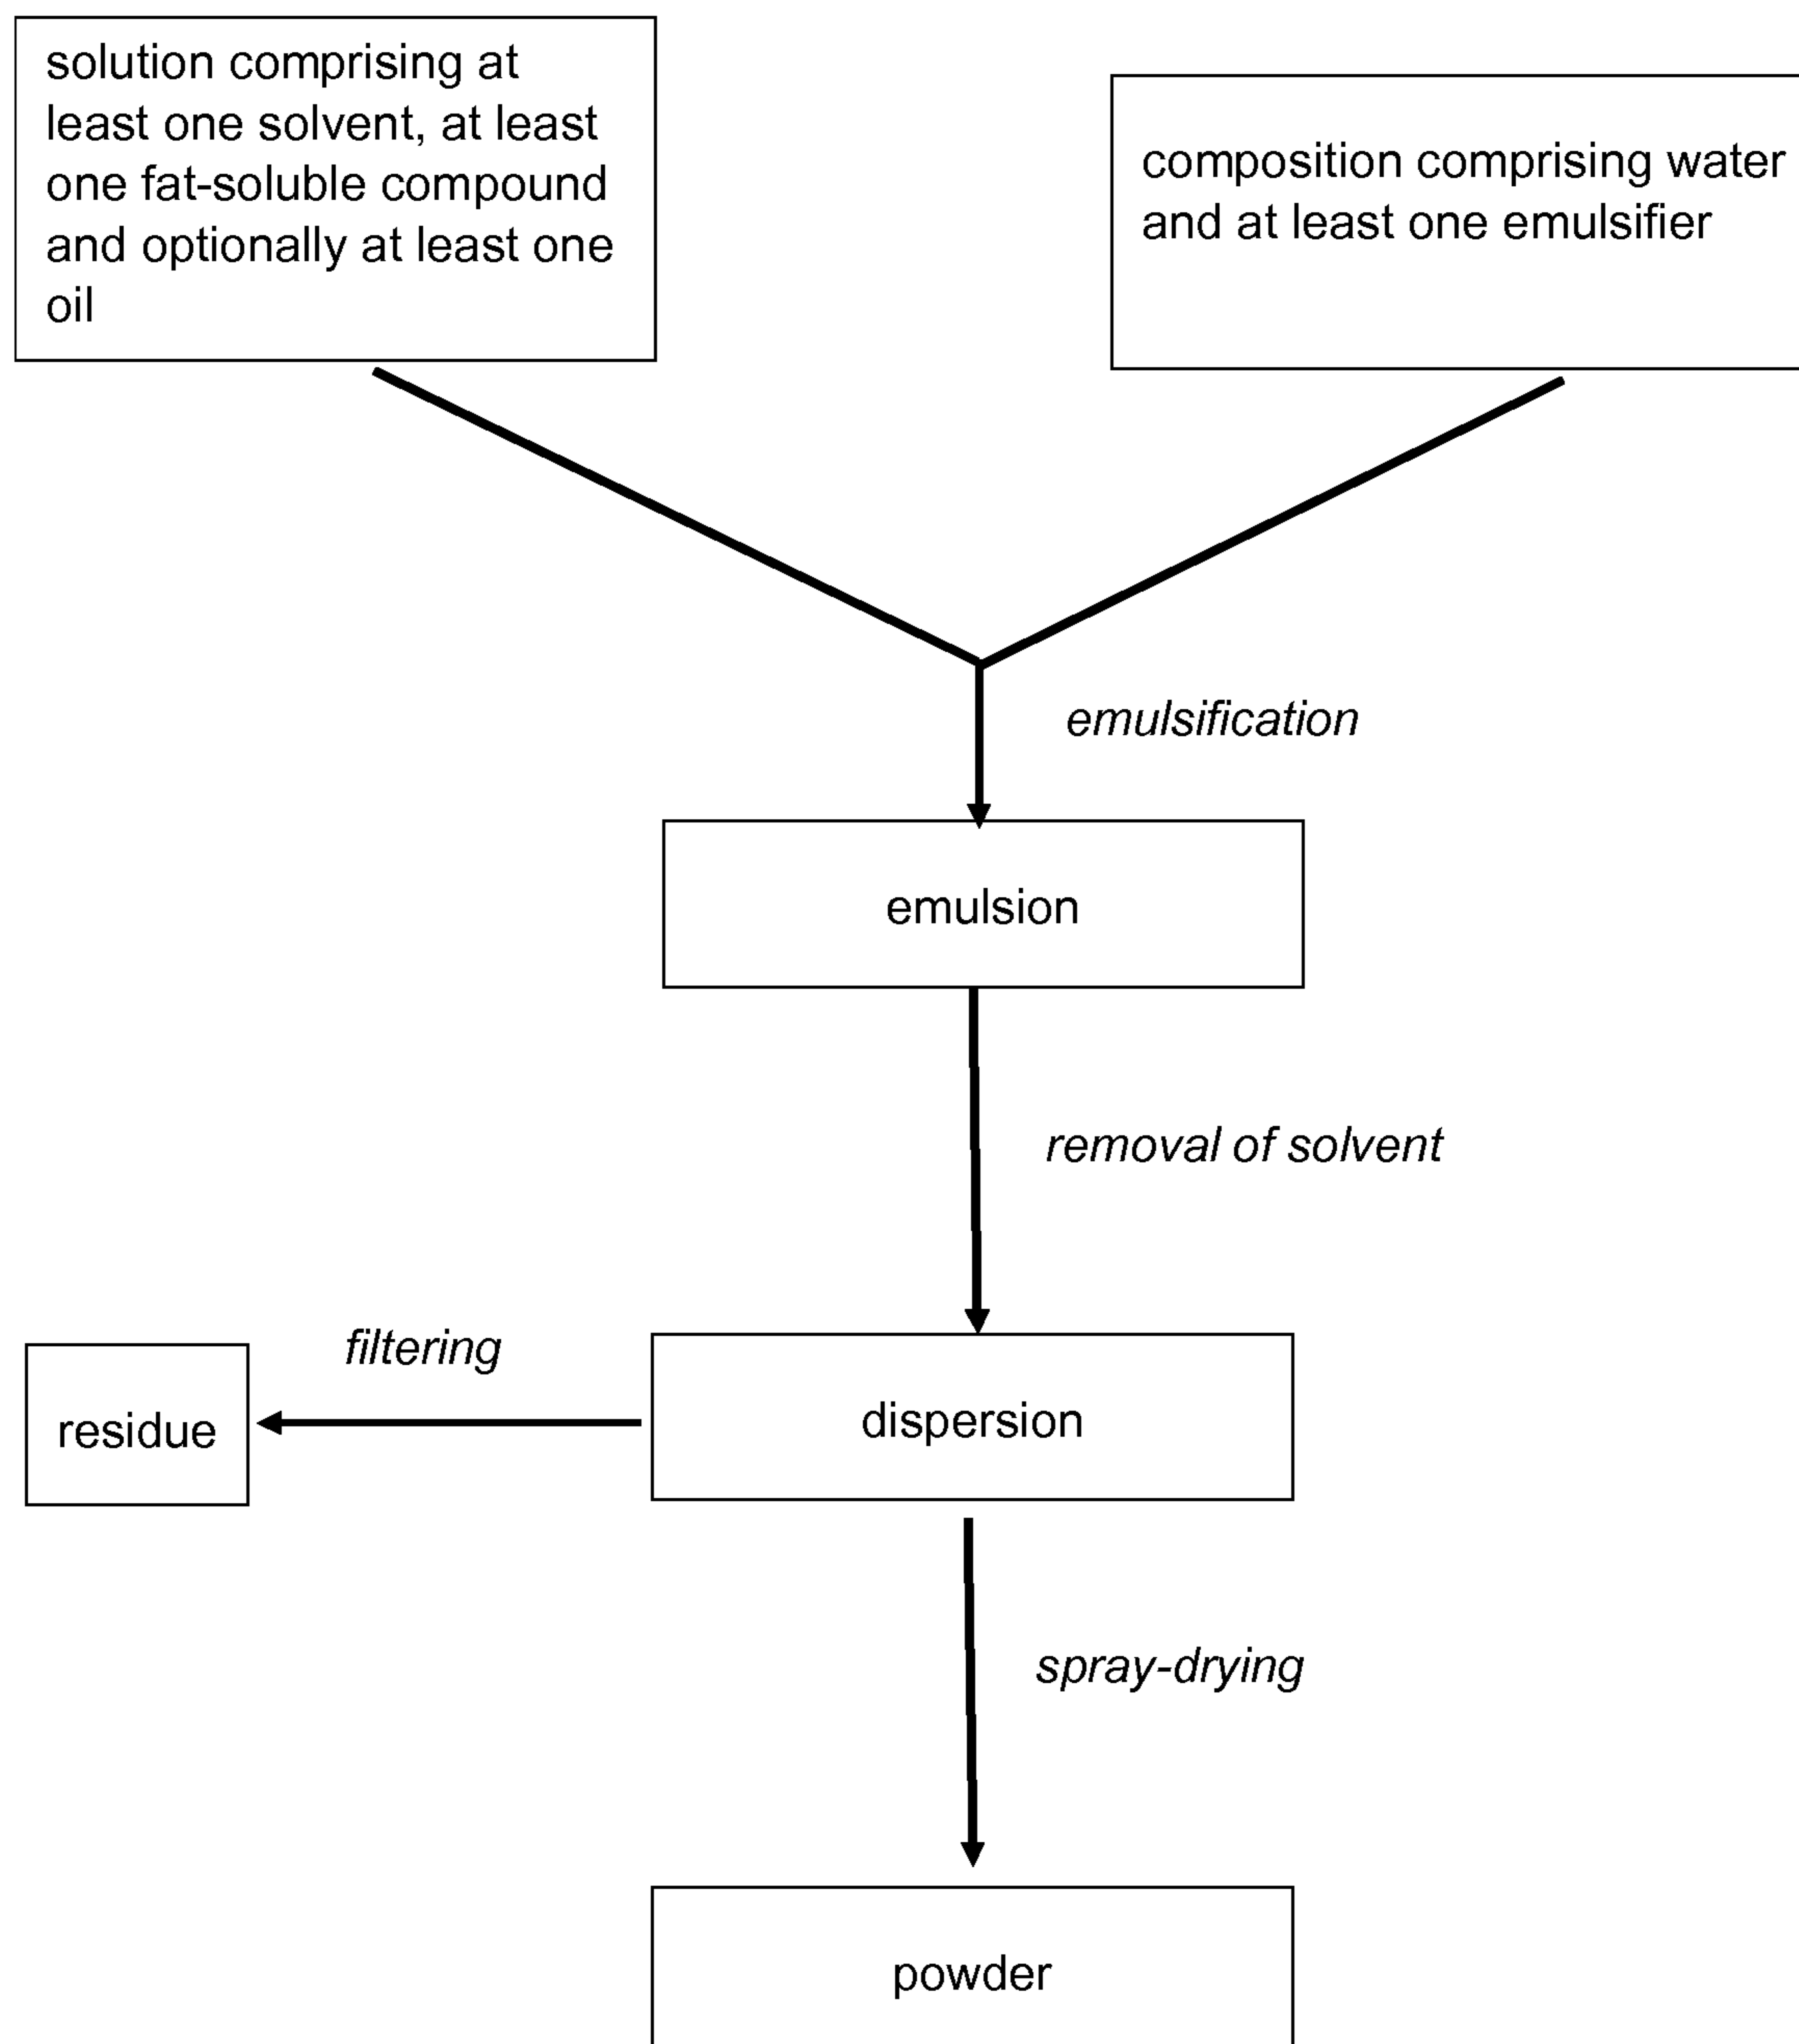 solution comprising at
least one solvent, at least
one fat-soluble compound
and optionally at least one
oil
composition comprising water
and at least one emulsifier
emulsification
emulsion
removal of solvent
filtering
residue
dispersion
spray-drying
powder